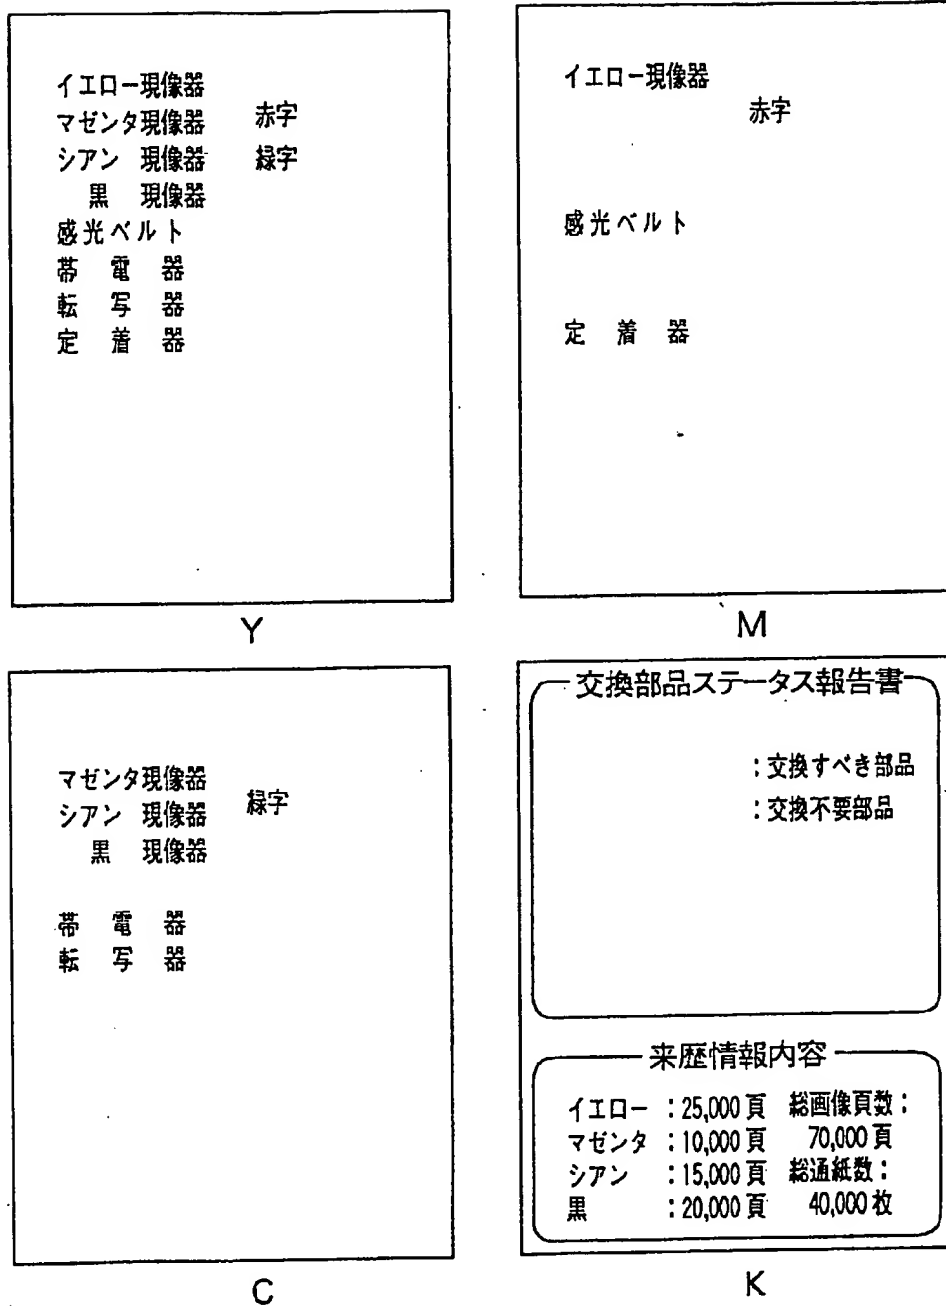 イエロー現像器
マゼンタ現像器 赤字
シアン 現像器 緑字
黒 現像器
感光ベルト
帯電器
転写器
定着器
Y
イエロー現像器
赤字
感光ベルト
定着器
M
マゼンタ現像器
シアン 現像器 緑字
黒 現像器
帯電器
転写器
C
交換部品ステータス報告書
:交換すべき部品
:交換不要部品
来歴情報内容
イエロー :25,000頁 総画像頁数:
マゼンタ :10,000頁 70,000頁
シアン :15,000頁 総通紙数:
黒 :20,000頁 40,000枚
K